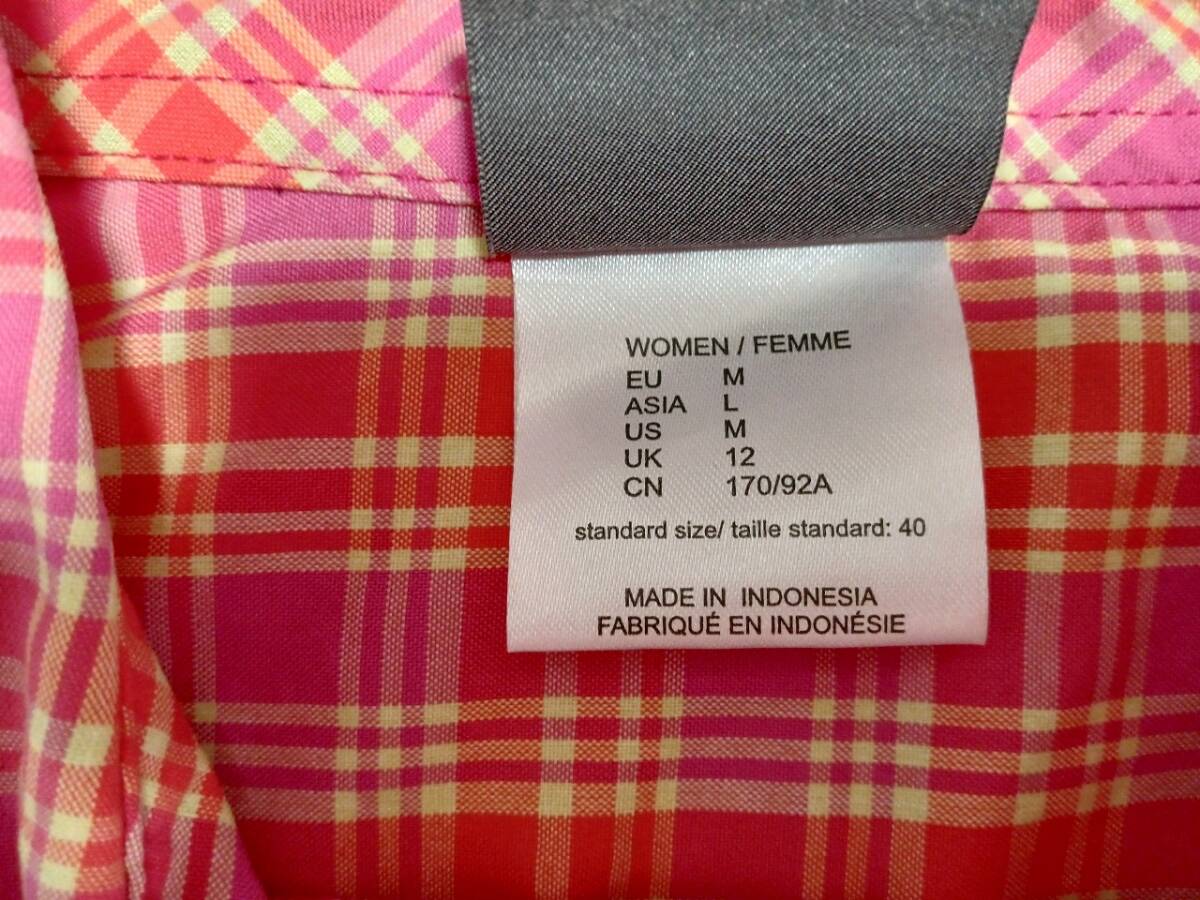 WOMEN / FEMME
EU M
ASIA L
US M
UK 12
CN 170/92A
standard size/ taille standard: 40
MADE IN INDONESIA
FABRIQUÉ EN INDONÉSIE